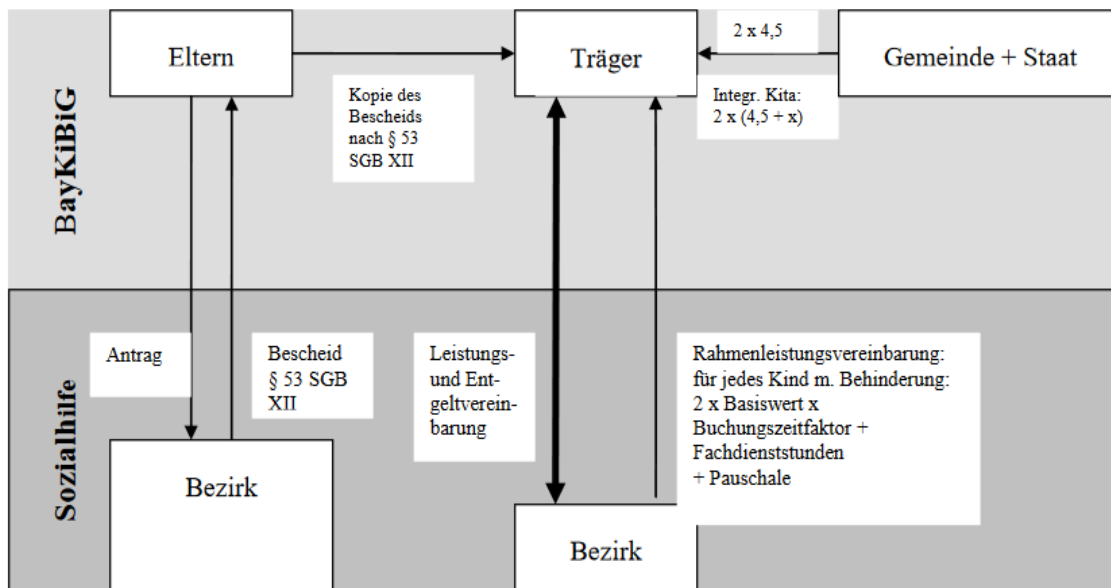 BayKiBiG
Eltern
Träger
Gemeinde + Staat
2 x 4,5
Kopie des
Bescheids
nach § 53
SGB XII
Integr. Kita:
2 x (4,5 + x)
Sozialhilfe
Antrag
Bescheid
§ 53 SGB
XII
Leistungs-
und Ent-
geltverein-
barung
Rahmenleistungsvereinbarung:
für jedes Kind m. Behinderung:
2 x Basiswert x
Buchungszeitfaktor +
Fachdienststunden
+ Pauschale
Bezirk
Bezirk